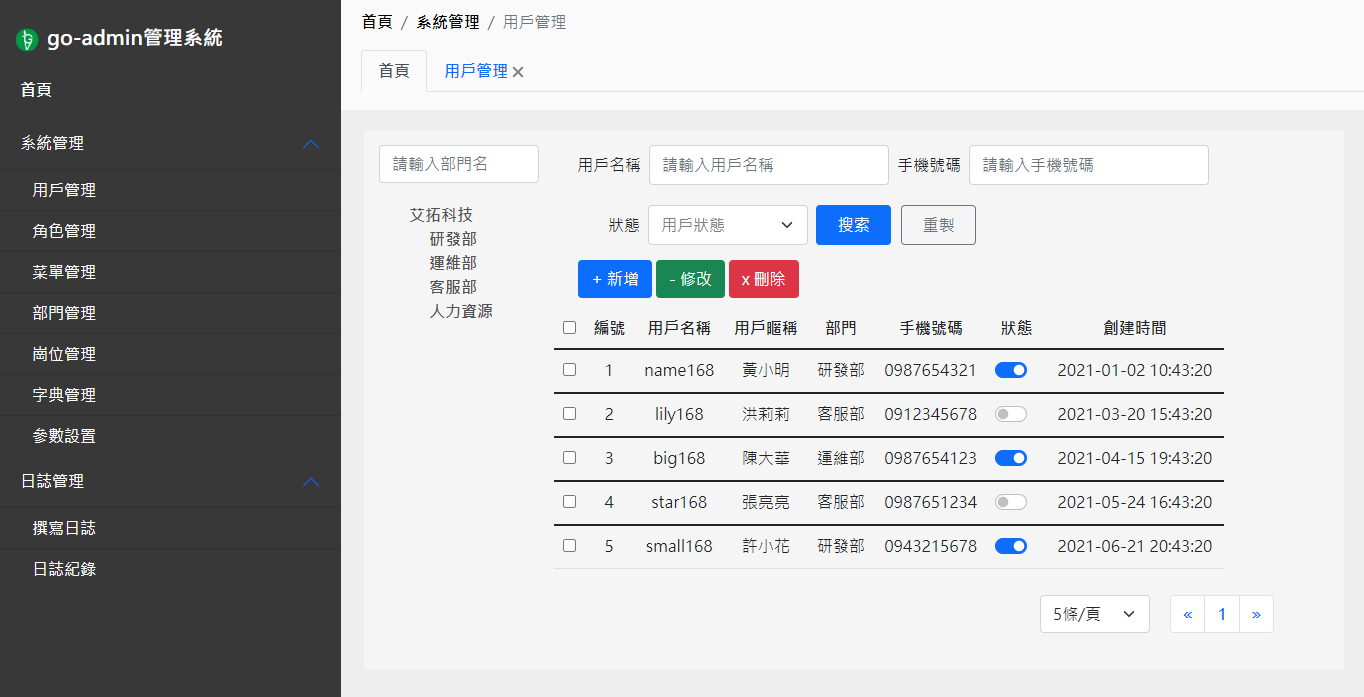 go-admin管理系統
首頁
系統管理
用戶管理
角色管理
菜單管理
部門管理
崗位管理
字典管理
參數設置
日誌管理
撰寫日誌
日誌紀錄
首頁 / 系統管理 / 用戶管理
首頁 用戶管理 ×
請輸入部門名
艾拓科技
研發部
運維部
客服部
人力資源
用戶名稱 請輸入用戶名稱 手機號碼 請輸入手機號碼
狀態 用戶狀態 搜索 重製
+ 新增 - 修改 x 刪除
編號 用戶名稱 用戶暱稱 部門 手機號碼 狀態 創建時間
1 name168 黃小明 研發部 0987654321 2021-01-02 10:43:20
2 lily168 洪莉莉 客服部 0912345678 2021-03-20 15:43:20
3 big168 陳大華 運維部 0987654123 2021-04-15 19:43:20
4 star168 張亮亮 客服部 0987651234 2021-05-24 16:43:20
5 small168 許小花 研發部 0943215678 2021-06-21 20:43:20
5條/頁 « 1 »